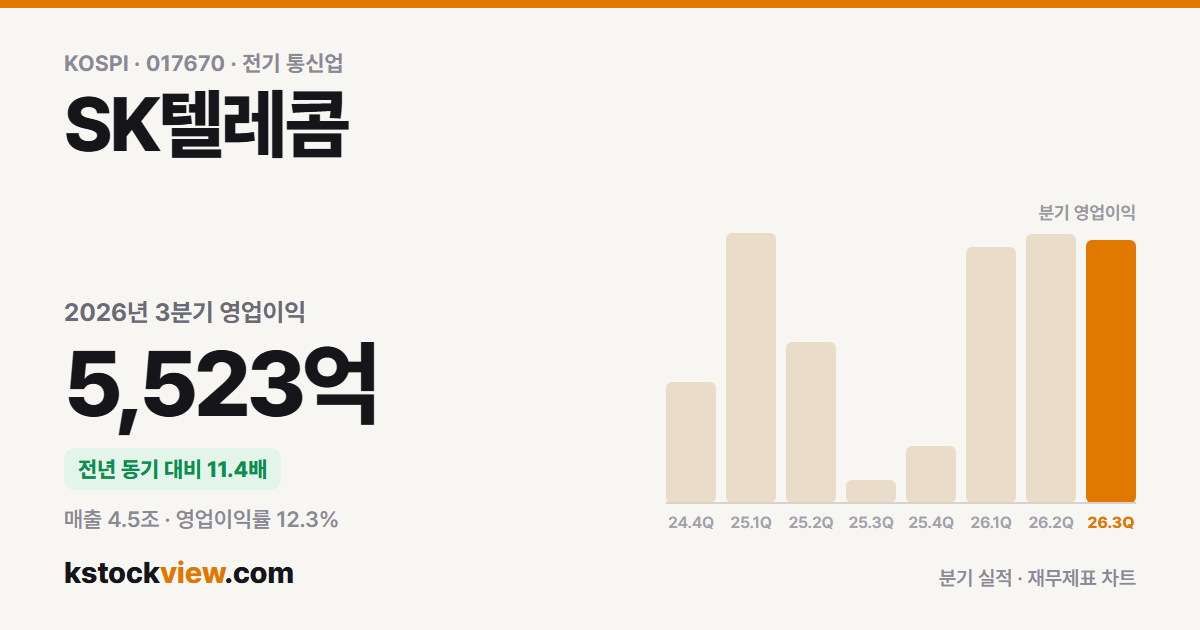 KOSPI · 017670 · 전기 통신업
SK텔레콤
분기 영업이익
2026년 3분기 영업이익
5,523억
전년 동기 대비 11.4배
매출 4.5조 · 영업이익률 12.3%
24.4Q 25.1Q 25.2Q 25.3Q 25.4Q 26.1Q 26.2Q 26.3Q
kstockview.com
분기 실적 · 재무제표 차트